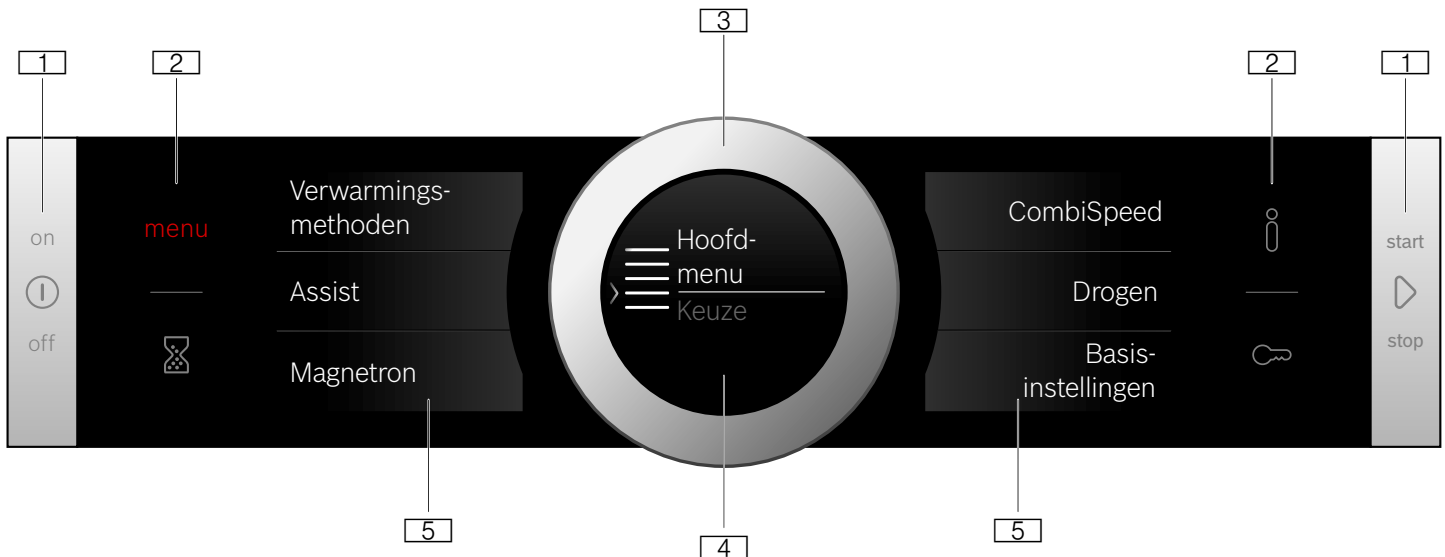 3
1
2
2
1
on
off
menu
Verwarmings-
methoden
Assist
Magnetron
Hoofd-
menu
Keuze
CombiSpeed
Drogen
Basis-
instellingen
start
stop
5
4
5